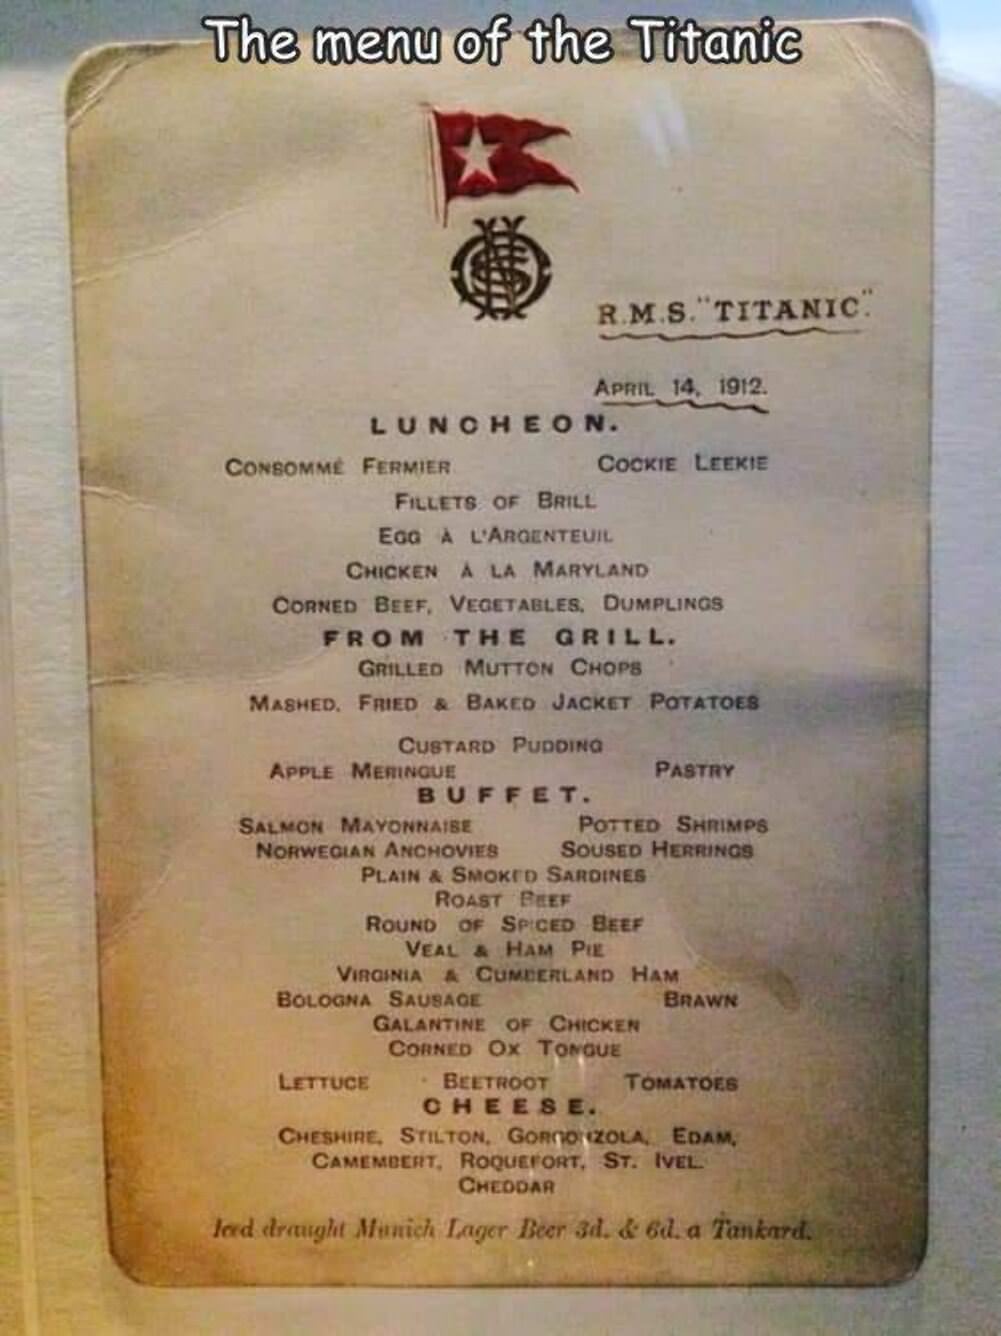 The menu of the Titanic
R.M.S. "TITANIC."
APRIL 14, 1912.
LUNCHEON.
CONSOMMÉ FERMIER COCKIE LEEKIE
FILLETS OF BRILL
EGG À L'ARGENTEUIL
CHICKEN À LA MARYLAND
CORNED BEEF, VEGETABLES, DUMPLINGS
FROM THE GRILL.
GRILLED MUTTON CHOPS
MASHED, FRIED & BAKED JACKET POTATOES
CUSTARD PUDDING
APPLE MERINGUE PASTRY
BUFFET.
SALMON MAYONNAISE POTTED SHRIMPS
NORWEGIAN ANCHOVIES SOUSED HERRINGS
PLAIN & SMOKED SARDINES
ROAST BEEF
ROUND OF SPICED BEEF
VEAL & HAM PIE
VIRGINIA & CUMBERLAND HAM
BOLOGNA SAUSAGE BRAWN
GALANTINE OF CHICKEN
CORNED OX TONGUE
LETTUCE BEETROOT TOMATOES
CHEESE.
CHESHIRE, STILTON, GORGONZOLA, EDAM,
CAMEMBERT, ROQUEFORT, ST. IVEL.
CHEDDAR
Iced draught Munich Lager Beer 3d. & 6d. a Tankard.